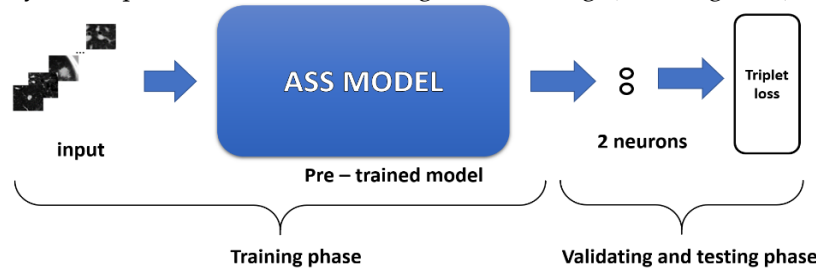 ASS MODEL
Triplet
loss
input
2 neurons
Pre – trained model
Training phase
Validating and testing phase